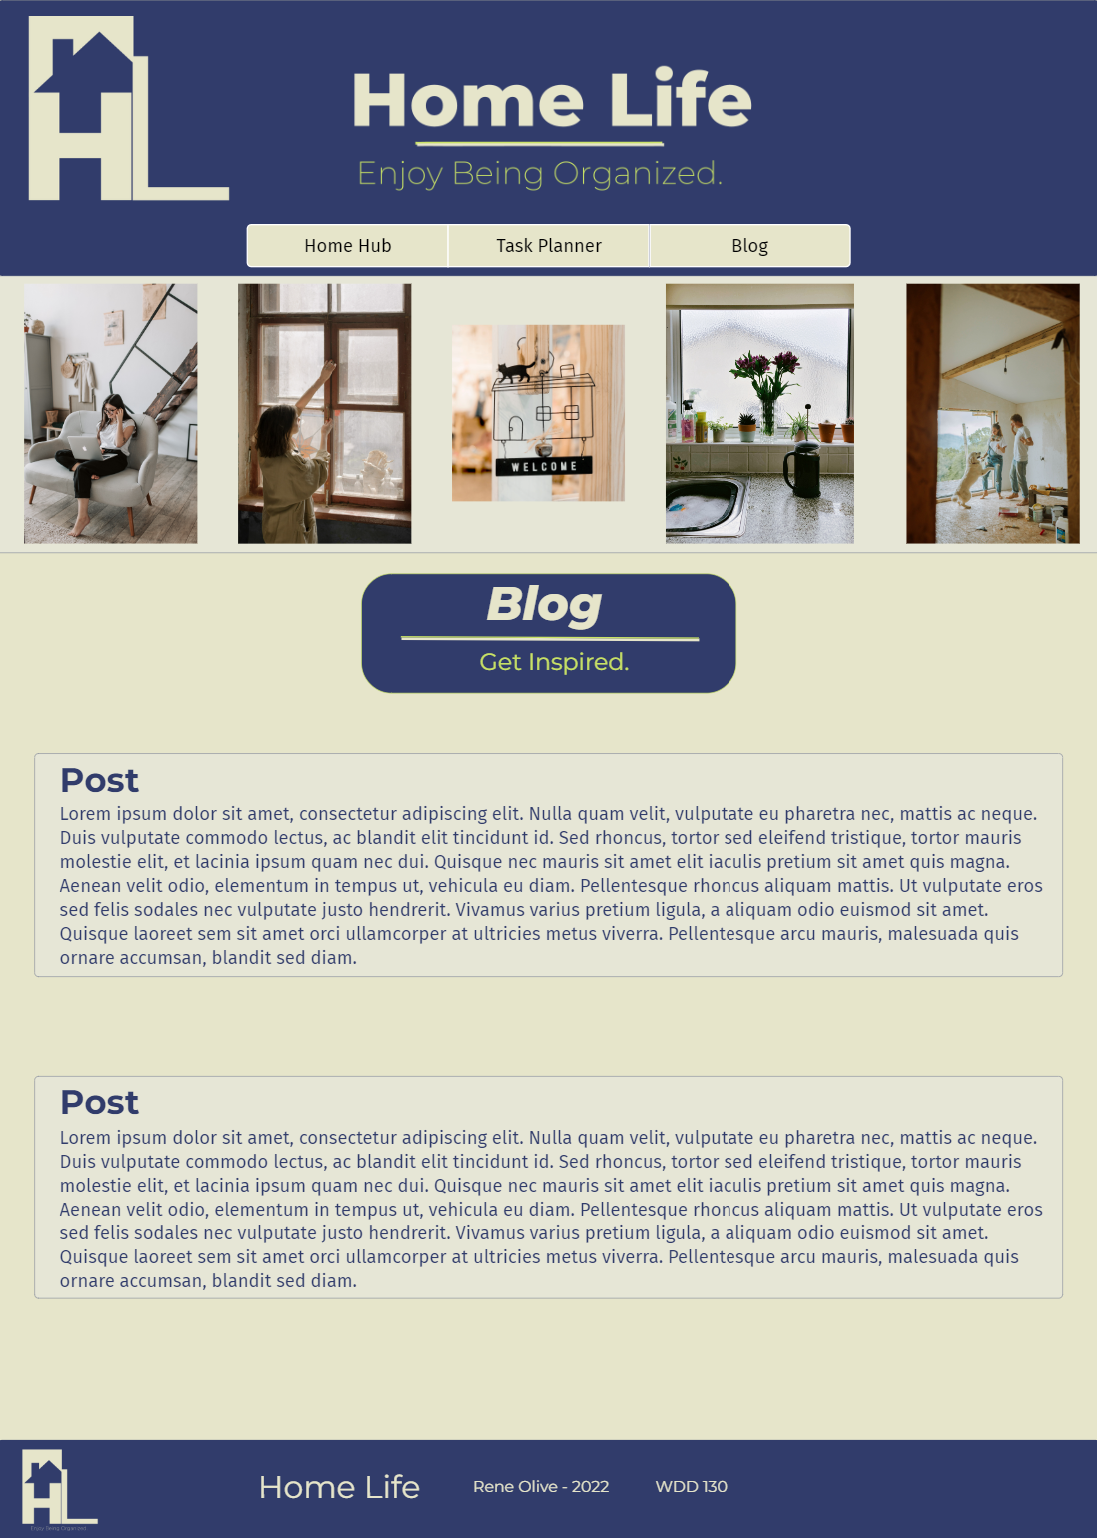 HL
Home Life
Enjoy Being Organized.
Home Hub
Task Planner
Blog
WELCOME
Blog
Get Inspired.
Post
Lorem ipsum dolor sit amet, consectetur adipiscing elit. Nulla quam velit, vulputate eu pharetra nec, mattis ac neque.
Duis vulputate commodo lectus, ac blandit elit tincidunt id. Sed rhoncus, tortor sed eleifend tristique, tortor mauris
molestie elit, et lacinia ipsum quam nec dui. Quisque nec mauris sit amet elit iaculis pretium sit amet quis magna.
Aenean velit odio, elementum in tempus ut, vehicula eu diam. Pellentesque rhoncus aliquam mattis. Ut vulputate eros
sed felis sodales nec vulputate justo hendrerit. Vivamus varius pretium ligula, a aliquam odio euismod sit amet.
Quisque laoreet sem sit amet orci ullamcorper at ultricies metus viverra. Pellentesque arcu mauris, malesuada quis
ornare accumsan, blandit sed diam.
Post
Lorem ipsum dolor sit amet, consectetur adipiscing elit. Nulla quam velit, vulputate eu pharetra nec, mattis ac neque.
Duis vulputate commodo lectus, ac blandit elit tincidunt id. Sed rhoncus, tortor sed eleifend tristique, tortor mauris
molestie elit, et lacinia ipsum quam nec dui. Quisque nec mauris sit amet elit iaculis pretium sit amet quis magna.
Aenean velit odio, elementum in tempus ut, vehicula eu diam. Pellentesque rhoncus aliquam mattis. Ut vulputate eros
sed felis sodales nec vulputate justo hendrerit. Vivamus varius pretium ligula, a aliquam odio euismod sit amet.
Quisque laoreet sem sit amet orci ullamcorper at ultricies metus viverra. Pellentesque arcu mauris, malesuada quis
ornare accumsan, blandit sed diam.
HL
Enjoy Being Organized.
Home Life
Rene Olive - 2022
WDD 130